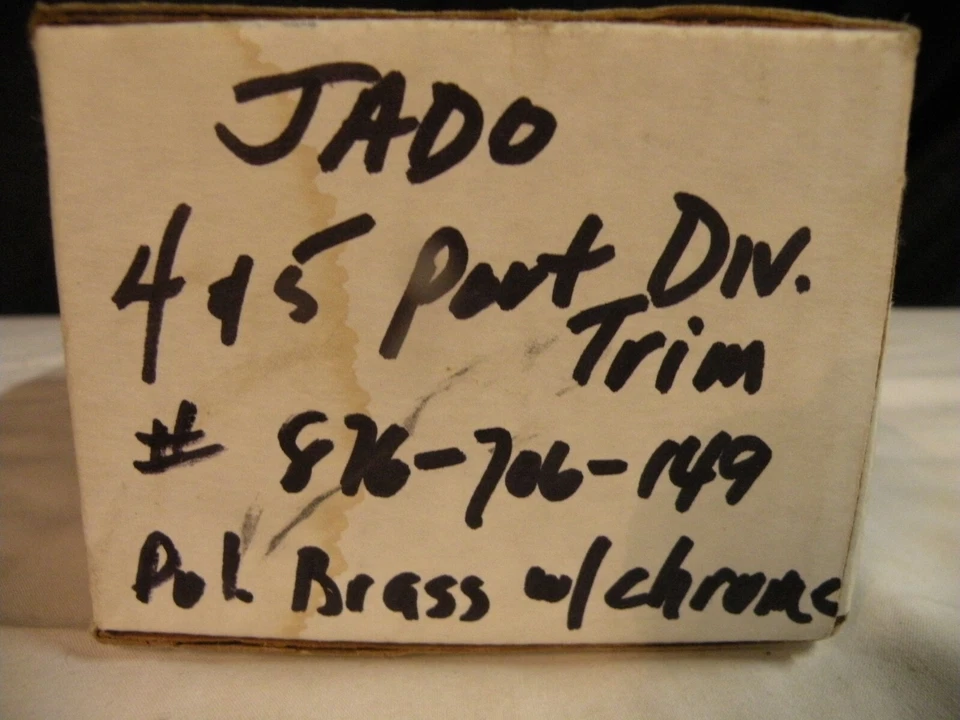 JADO
4 & 5 Port Div.
Trim
# 876-706-149
Pol. Brass w/chrome